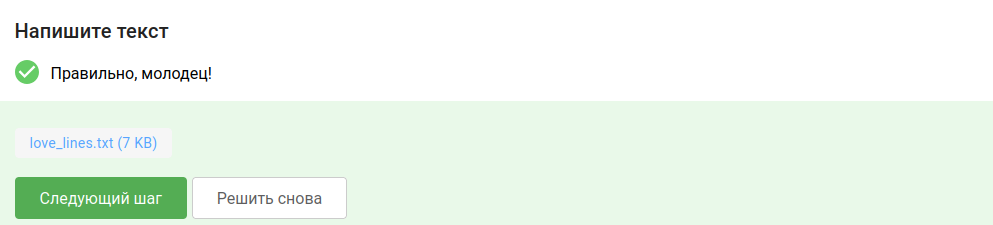 Напишите текст
Правильно, молодец!
love_lines.txt (7 KB)
Следующий шаг
Решить снова